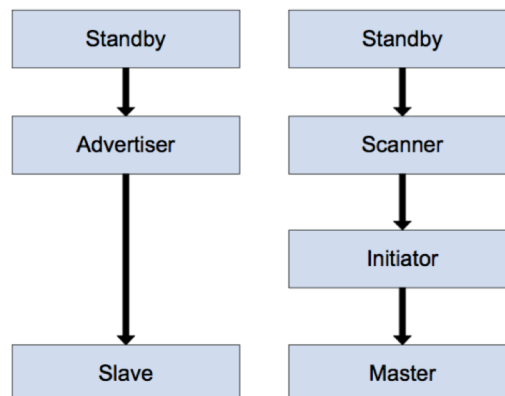 Standby
Standby
Advertiser
Scanner
Initiator
Slave
Master